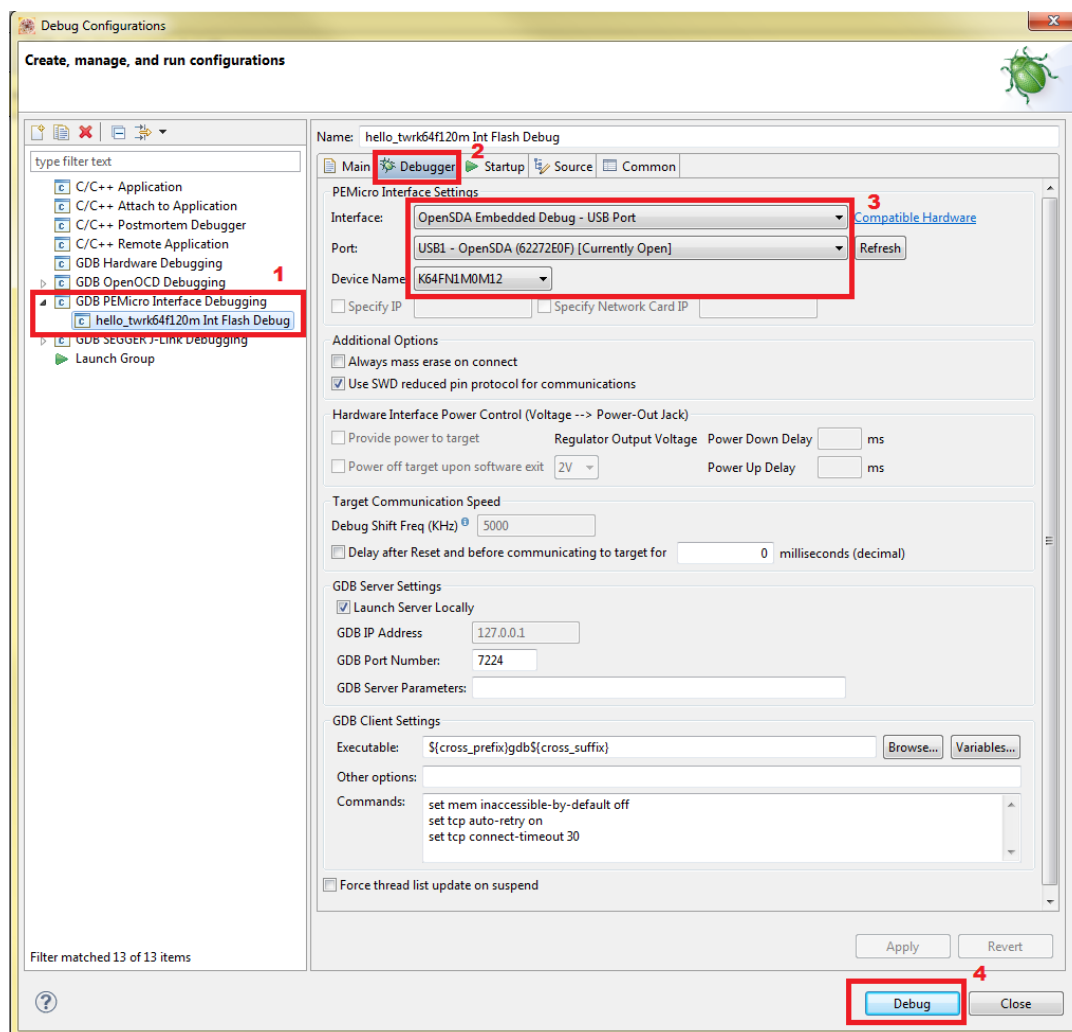 Debug Configurations
x
Create, manage, and run configurations
type filter text
C/C++ Application
C/C++ Attach to Application
C/C++ Postmortem Debugger
C/C++ Remote Application
GDB Hardware Debugging
1
GDB OpenOCD Debugging
GDB PEMicro Interface Debugging
hello_twrk64f120m Int Flash Debug
GDB SEGGER J-Link Debugging
Launch Group
Filter matched 13 of 13 items
Name: hello_twrk64f120m Int Flash Debug
2
Main Debugger Startup Source Common
PEMicro Interface Settings
3
Interface: OpenSDA Embedded Debug - USB Port Compatible Hardware
Port: USB1 - OpenSDA (62272E0F) [Currently Open] Refresh
Device Name: K64FN1M0M12
Specify IP Specify Network Card IP
Additional Options
Always mass erase on connect
Use SWD reduced pin protocol for communications
Hardware Interface Power Control (Voltage --> Power-Out Jack)
Provide power to target Regulator Output Voltage Power Down Delay ms
Power off target upon software exit 2V Power Up Delay ms
Target Communication Speed
Debug Shift Freq (KHz) 5000
Delay after Reset and before communicating to target for 0 milliseconds (decimal)
GDB Server Settings
Launch Server Locally
GDB IP Address 127.0.0.1
GDB Port Number: 7224
GDB Server Parameters:
GDB Client Settings
Executable: ${cross_prefix}gdb${cross_suffix} Browse... Variables...
Other options:
Commands: set mem inaccessible-by-default off
set tcp auto-retry on
set tcp connect-timeout 30
Force thread list update on suspend
Apply Revert
4
? Debug Close